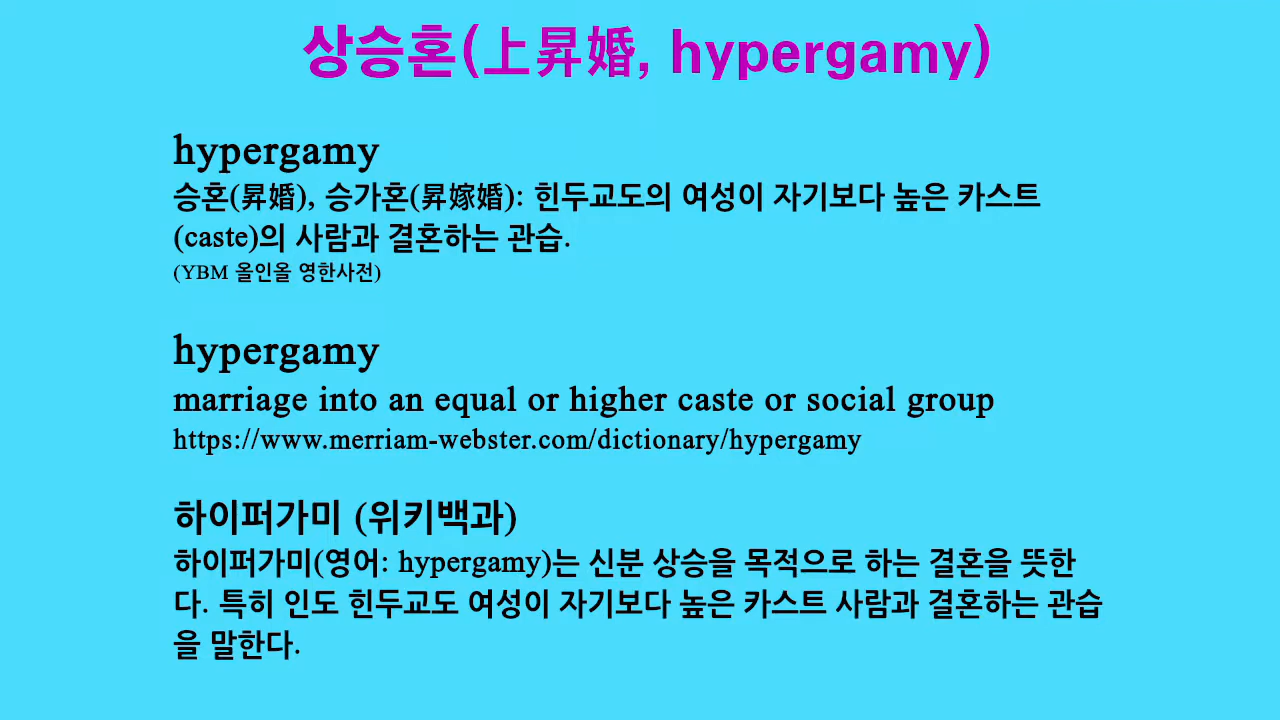 상승혼(上昇婚, hypergamy)
hypergamy
승혼(昇婚), 승가혼(昇嫁婚): 힌두교도의 여성이 자기보다 높은 카스트
(caste)의 사람과 결혼하는 관습.
(YBM 올인올 영한사전)
hypergamy
marriage into an equal or higher caste or social group
https://www.merriam-webster.com/dictionary/hypergamy
하이퍼가미 (위키백과)
하이퍼가미(영어: hypergamy)는 신분 상승을 목적으로 하는 결혼을 뜻한
다. 특히 인도 힌두교도 여성이 자기보다 높은 카스트 사람과 결혼하는 관습
을 말한다.